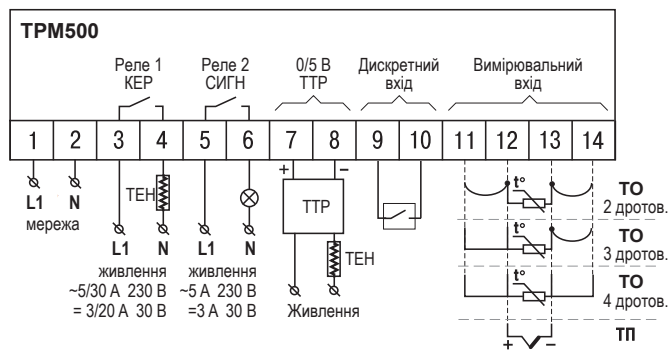 ТРМ500
Реле 1 Реле 2 0/5 В Дискретний Вимірювальний
КЕР СИГН ТТР вхід вхід
1 2 3 4 5 6 7 8 9 10 11 12 13 14
+ –
L1 N ТЕН ТТР t° ТО
мережа 2 дротов.
L1 N L1 N ТЕН t° ТО
3 дротов.
живлення живлення Живлення t° ТО
~5/30 А 230 В ~5 А 230 В 4 дротов.
= 3/20 А 30 В =3 А 30 В
+ – ТП